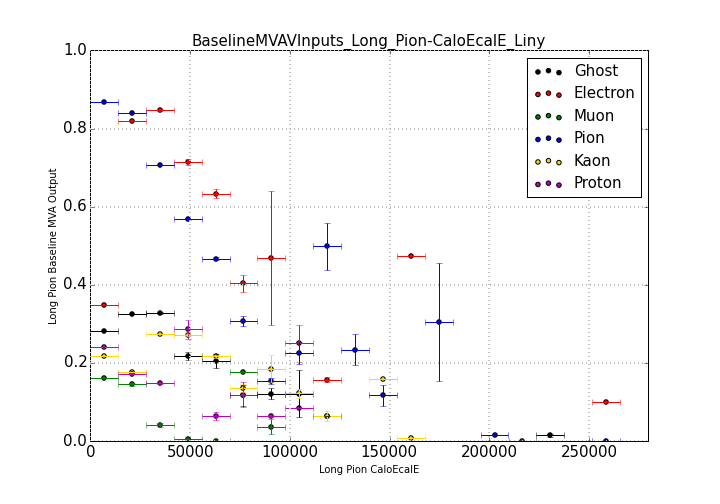 BaselineMVAVInputs_Long_Pion-CaloEcalE_Liny
1.0
0.8
0.6
0.4
0.2
0.0
Long Pion Baseline MVA Output
Ghost
Electron
Muon
Pion
Kaon
Proton
0 50000 100000 150000 200000 250000
Long Pion CaloEcalE